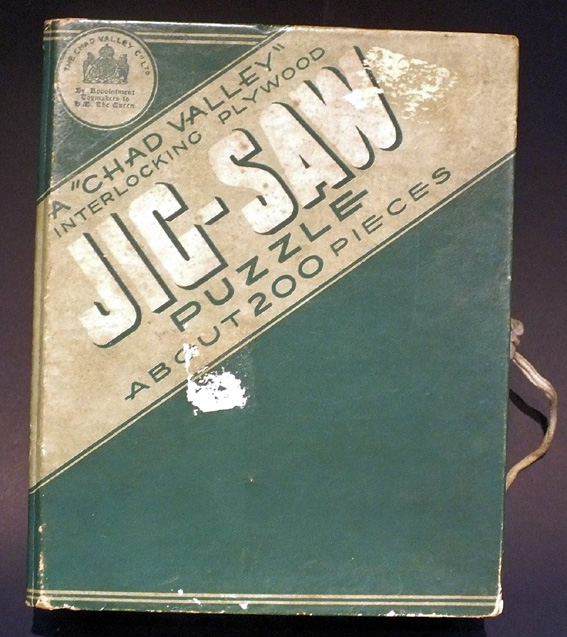 THE CHAD VALLEY Co LTD
By Appointment
Toymakers to
H.M. The Queen
A "CHAD VALLEY"
INTERLOCKING PLYWOOD
JIG-SAW
PUZZLE
ABOUT 200 PIECES